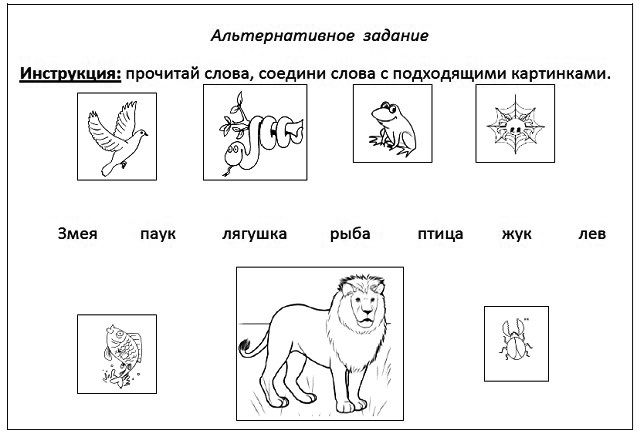 Альтернативное задание
Инструкция: прочитай слова, соедини слова с подходящими картинками.
Змея паук лягушка рыба птица жук лев